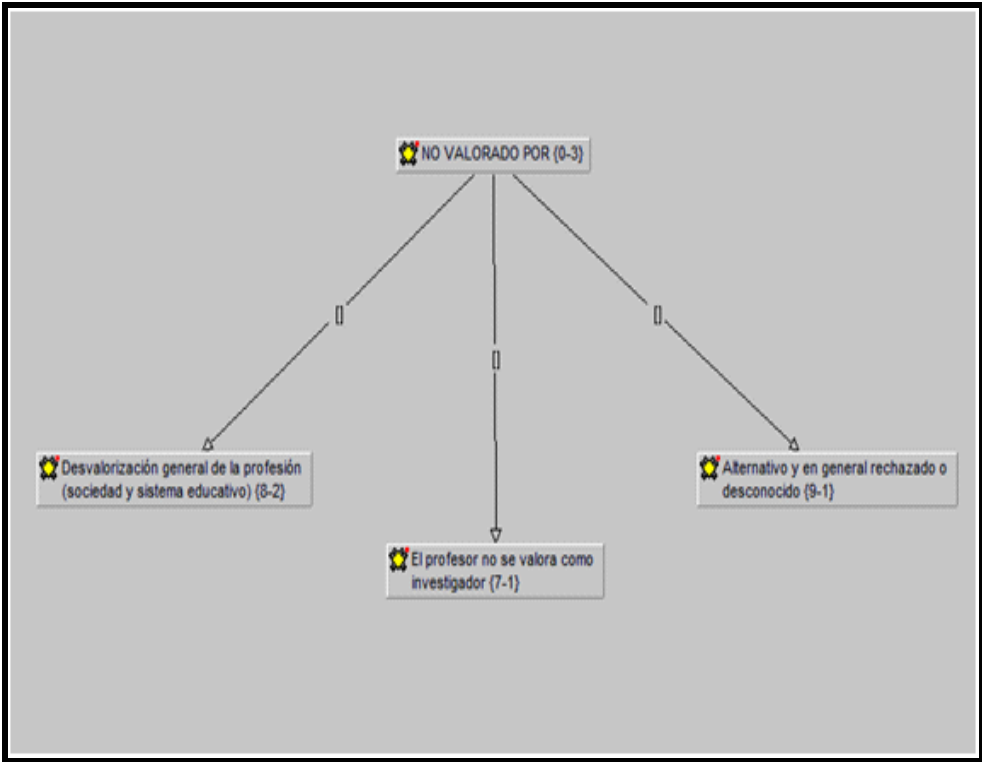 NO VALORADO POR {0-3}
[]
[]
[]
Desvalorización general de la profesión
(sociedad y sistema educativo) {8-2}
Alternativo y en general rechazado o
desconocido {9-1}
El profesor no se valora como
investigador {7-1}